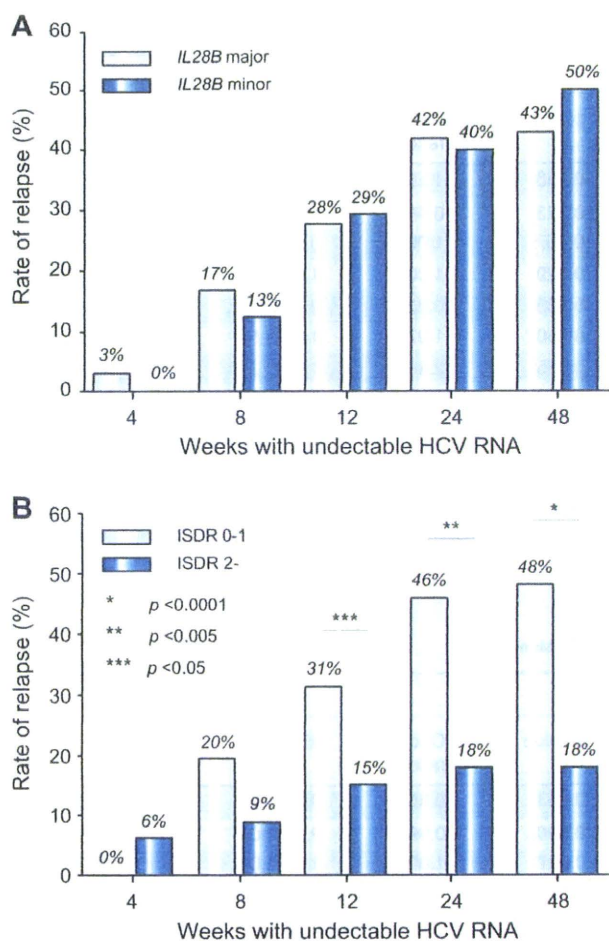 A
60
50
40
30
20
10
0
Rate of relapse (%)
IL28B major
IL28B minor
3%
0%
17%
13%
28%
29%
42%
40%
43%
50%
4 8 12 24 48
Weeks with undectable HCV RNA
B
60
50
40
30
20
10
0
Rate of relapse (%)
ISDR 0-1
ISDR 2-
* p <0.0001
** p <0.005
*** p <0.05
0%
6%
20%
9%
***
31%
15%
**
46%
18%
*
48%
18%
4 8 12 24 48
Weeks with undectable HCV RNA